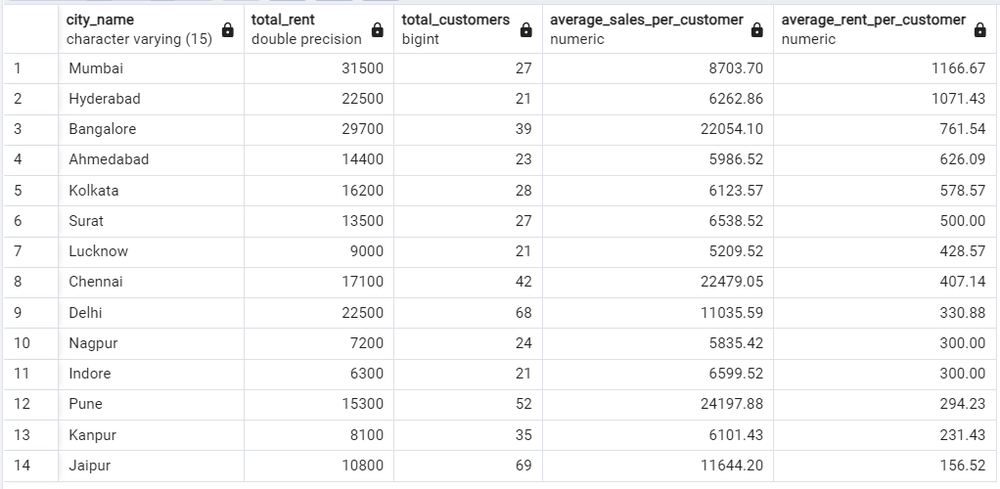 city_name total_rent total_customers average_sales_per_customer average_rent_per_customer
character varying (15) double precision bigint numeric numeric
1 Mumbai 31500 27 8703.70 1166.67
2 Hyderabad 22500 21 6262.86 1071.43
3 Bangalore 29700 39 22054.10 761.54
4 Ahmedabad 14400 23 5986.52 626.09
5 Kolkata 16200 28 6123.57 578.57
6 Surat 13500 27 6538.52 500.00
7 Lucknow 9000 21 5209.52 428.57
8 Chennai 17100 42 22479.05 407.14
9 Delhi 22500 68 11035.59 330.88
10 Nagpur 7200 24 5835.42 300.00
11 Indore 6300 21 6599.52 300.00
12 Pune 15300 52 24197.88 294.23
13 Kanpur 8100 35 6101.43 231.43
14 Jaipur 10800 69 11644.20 156.52